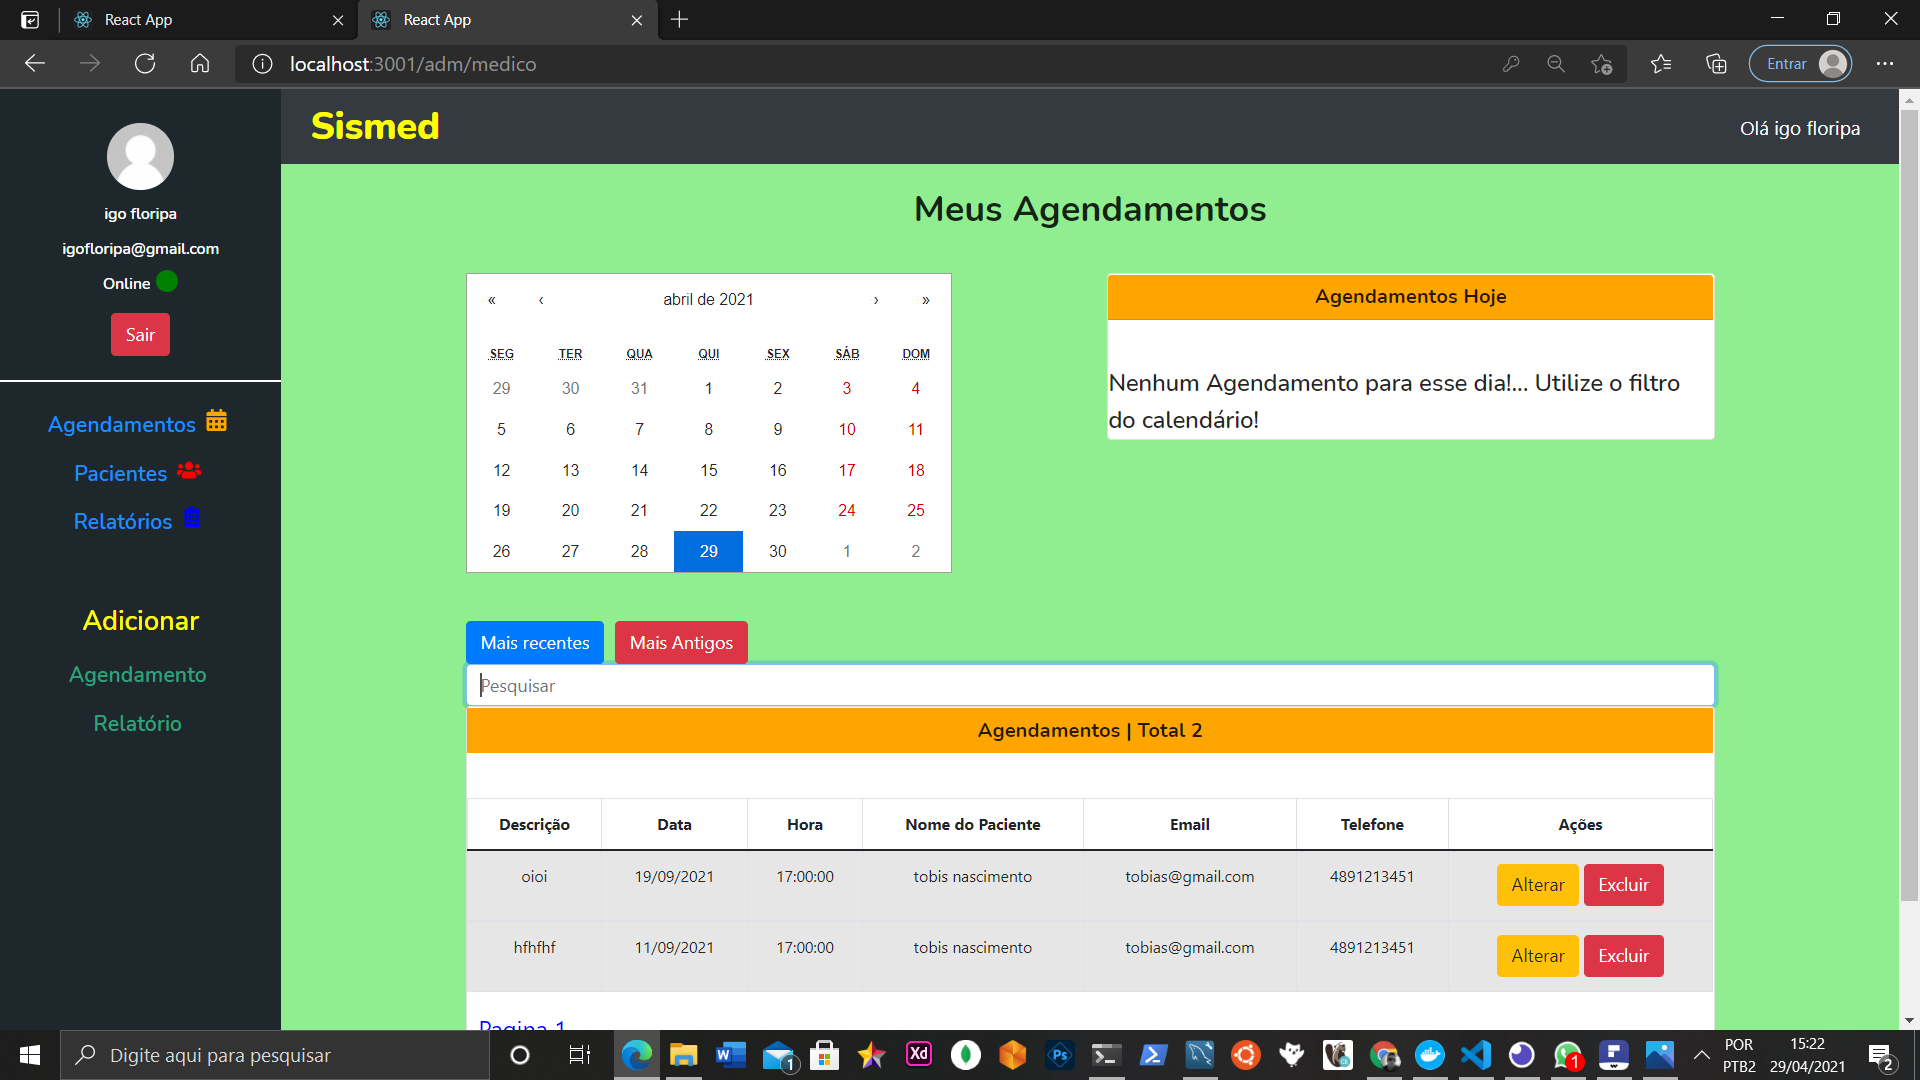 React App
React App
localhost:3001/adm/medico
Entrar
Sismed
Olá igo floripa
igo floripa
igofloripa@gmail.com
Online
Sair
Agendamentos
Pacientes
Relatórios
Adicionar
Agendamento
Relatório
Meus Agendamentos
« ‹ abril de 2021 › »
SEG TER QUA QUI SEX SÁB DOM
29 30 31 1 2 3 4
5 6 7 8 9 10 11
12 13 14 15 16 17 18
19 20 21 22 23 24 25
26 27 28 29 30 1 2
Agendamentos Hoje
Nenhum Agendamento para esse dia!... Utilize o filtro
do calendário!
Mais recentes Mais Antigos
Pesquisar
Agendamentos | Total 2
Descrição Data Hora Nome do Paciente Email Telefone Ações
oioi 19/09/2021 17:00:00 tobis nascimento tobias@gmail.com 4891213451 Alterar Excluir
hfhfhf 11/09/2021 17:00:00 tobis nascimento tobias@gmail.com 4891213451 Alterar Excluir
Pagina 1
Digite aqui para pesquisar
1
Xd
Ps
1
POR
PTB2
15:22
29/04/2021
2